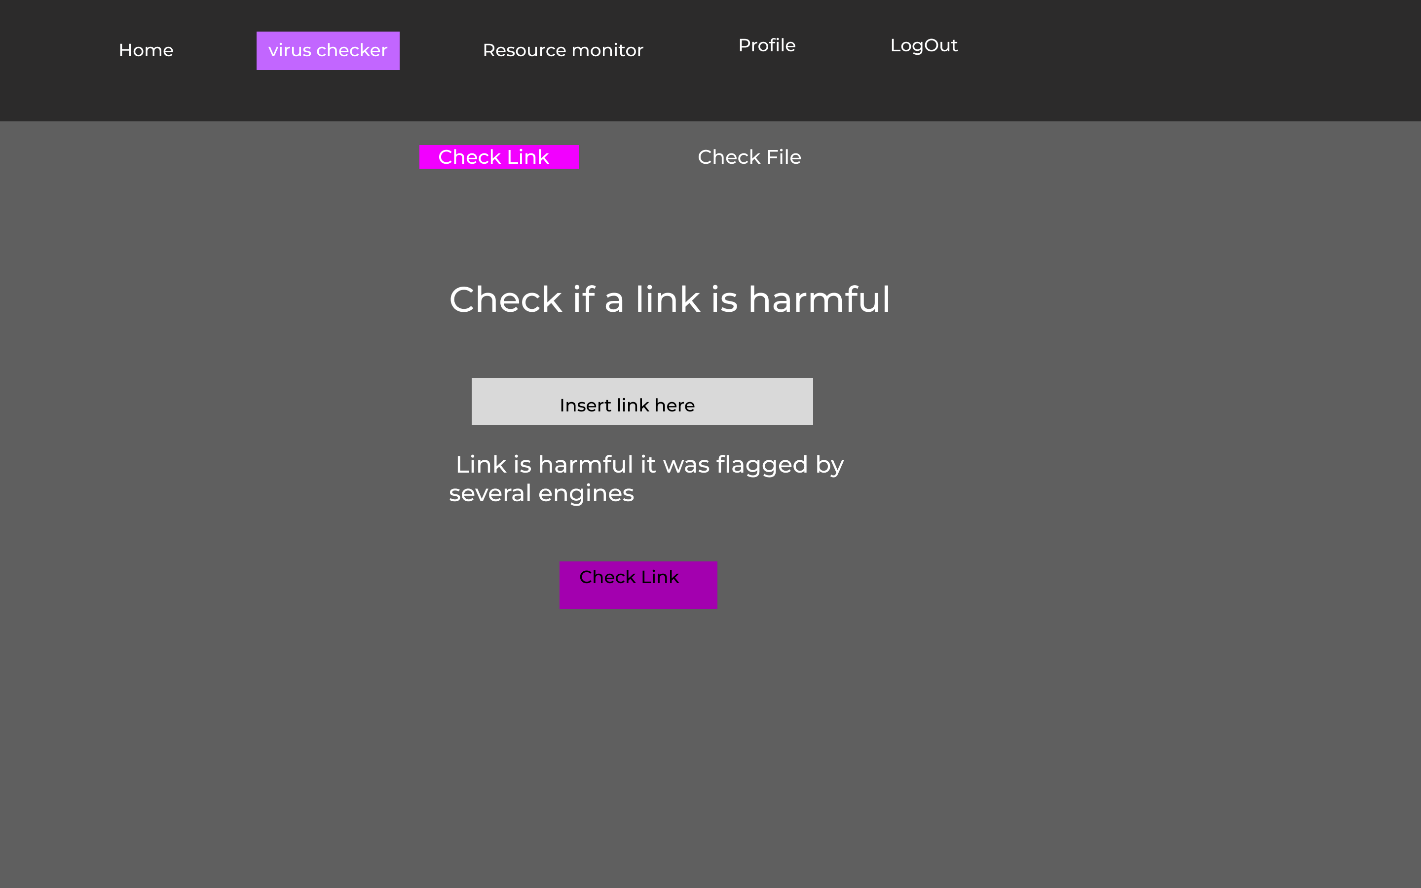 Home virus checker Resource monitor Profile LogOut
Check Link Check File
Check if a link is harmful
Insert link here
Link is harmful it was flagged by
several engines
Check Link